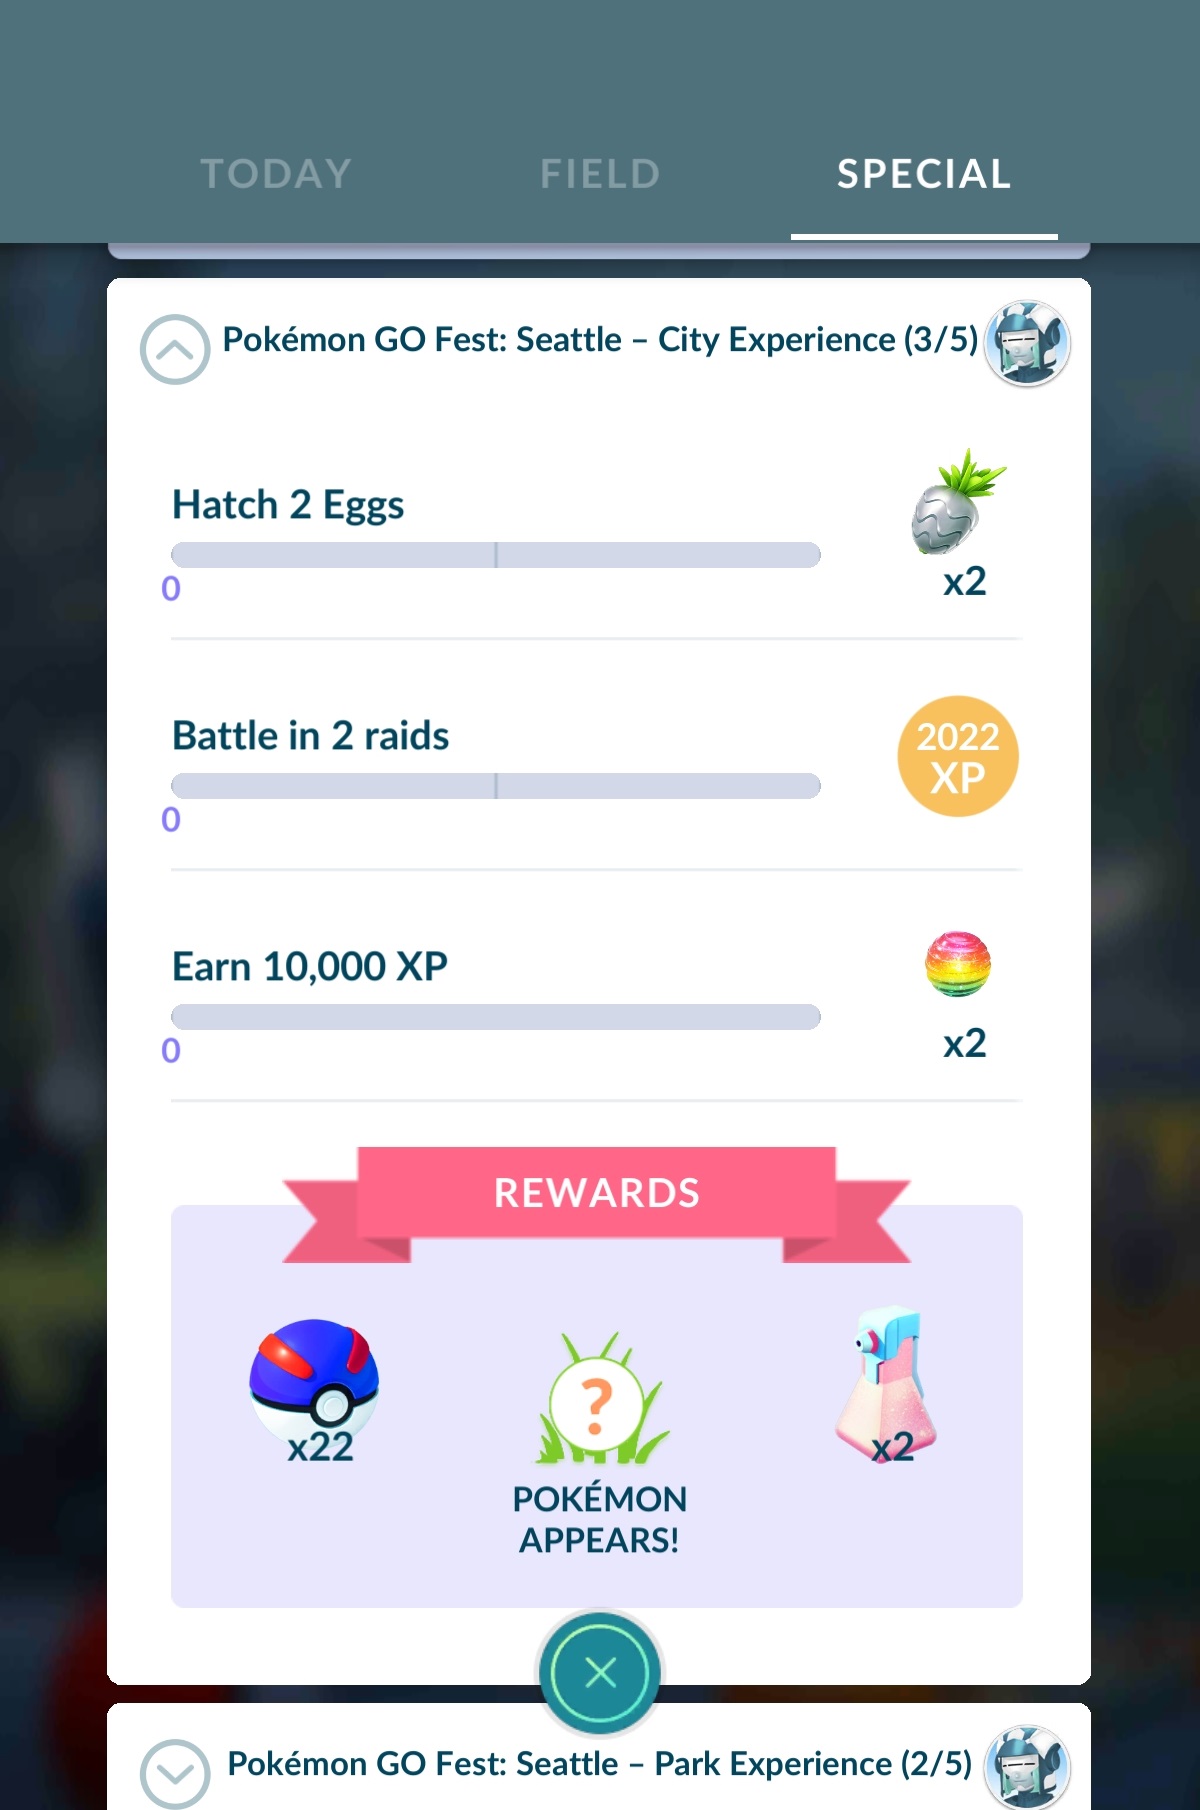 TODAY FIELD SPECIAL
Pokémon GO Fest: Seattle – City Experience (3/5)
Hatch 2 Eggs
0
x2
Battle in 2 raids
0
2022
XP
Earn 10,000 XP
0
x2
REWARDS
x22
?
POKÉMON
APPEARS!
x2
Pokémon GO Fest: Seattle – Park Experience (2/5)